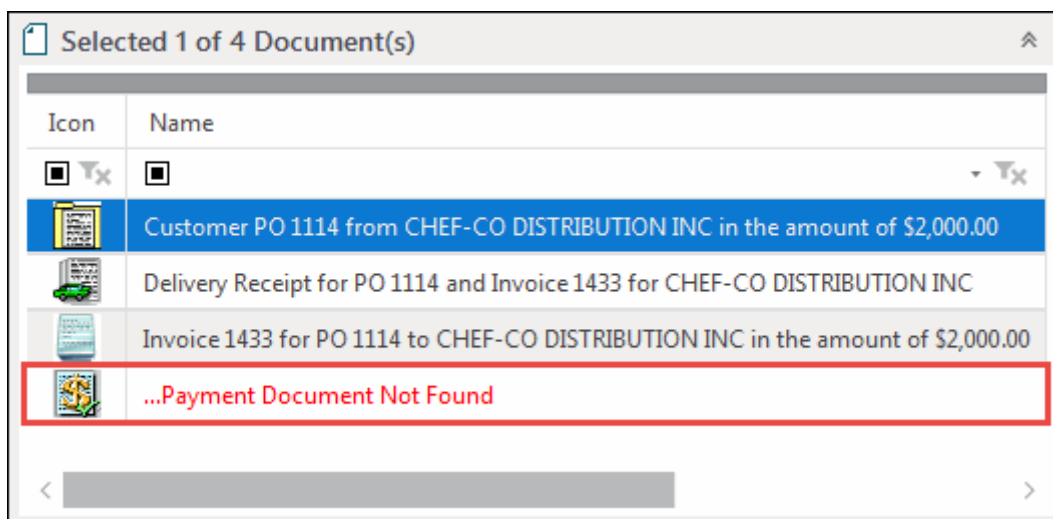 Selected 1 of 4 Document(s)
Icon Name
Customer PO 1114 from CHEF-CO DISTRIBUTION INC in the amount of $2,000.00
Delivery Receipt for PO 1114 and Invoice 1433 for CHEF-CO DISTRIBUTION INC
Invoice 1433 for PO 1114 to CHEF-CO DISTRIBUTION INC in the amount of $2,000.00
...Payment Document Not Found